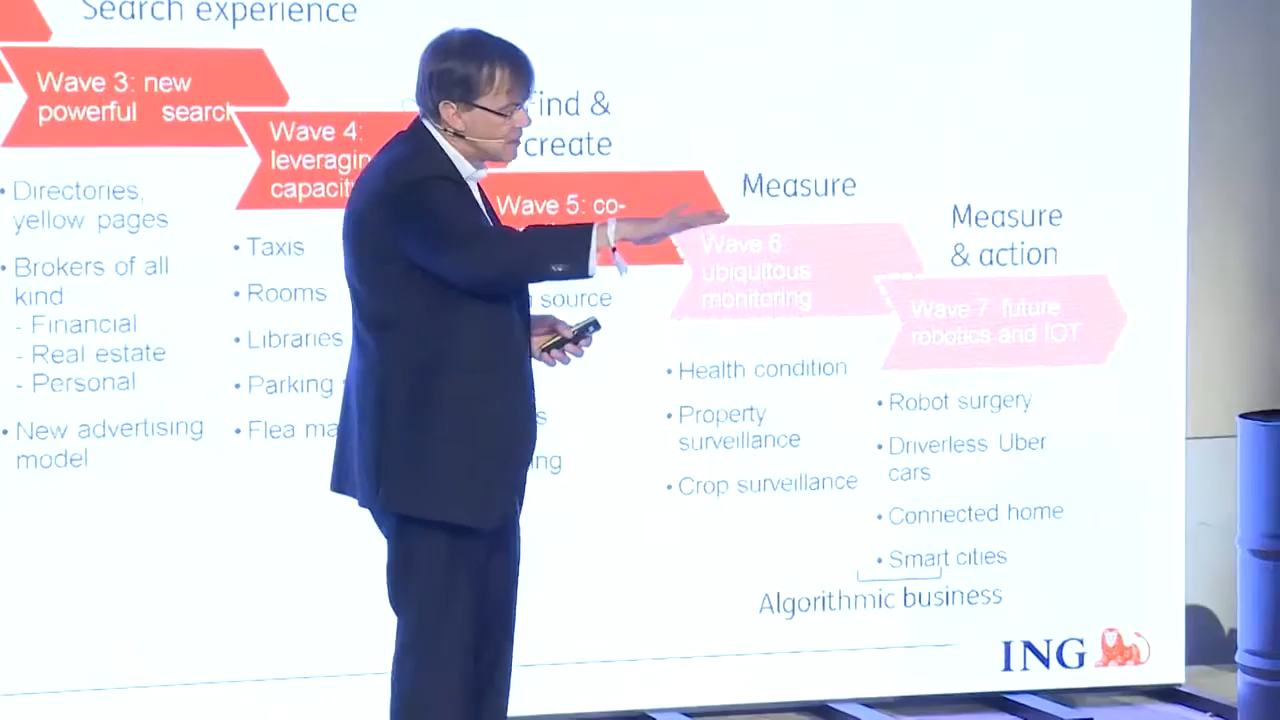 Search experience
Wave 3: new
powerful search
• Directories,
yellow pages
• Brokers of all
kind
- Financial
- Real estate
- Personal
• New advertising
model
Wave 4:
• Taxis
• Rooms
• Libraries
• Parking
• Flea
Find &
create
Wave 5: co-
source
Measure
Wave 6:
ubiquitous
monitoring
• Health condition
• Property
surveillance
• Crop surveillance
Measure
& action
Wave 7 future
robotics and IOT
• Robot surgery
• Driverless Uber
cars
• Connected home
• Smart cities
Algorithmic business
ING